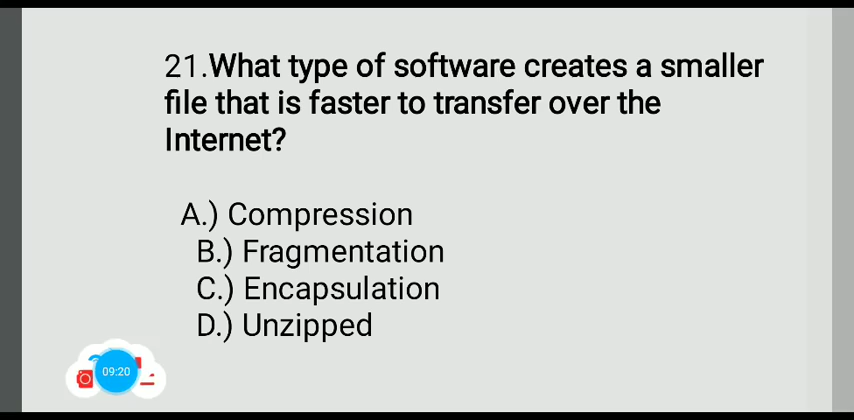 21.What type of software creates a smaller
file that is faster to transfer over the
Internet?
A.) Compression
B.) Fragmentation
C.) Encapsulation
D.) Unzipped
09:20